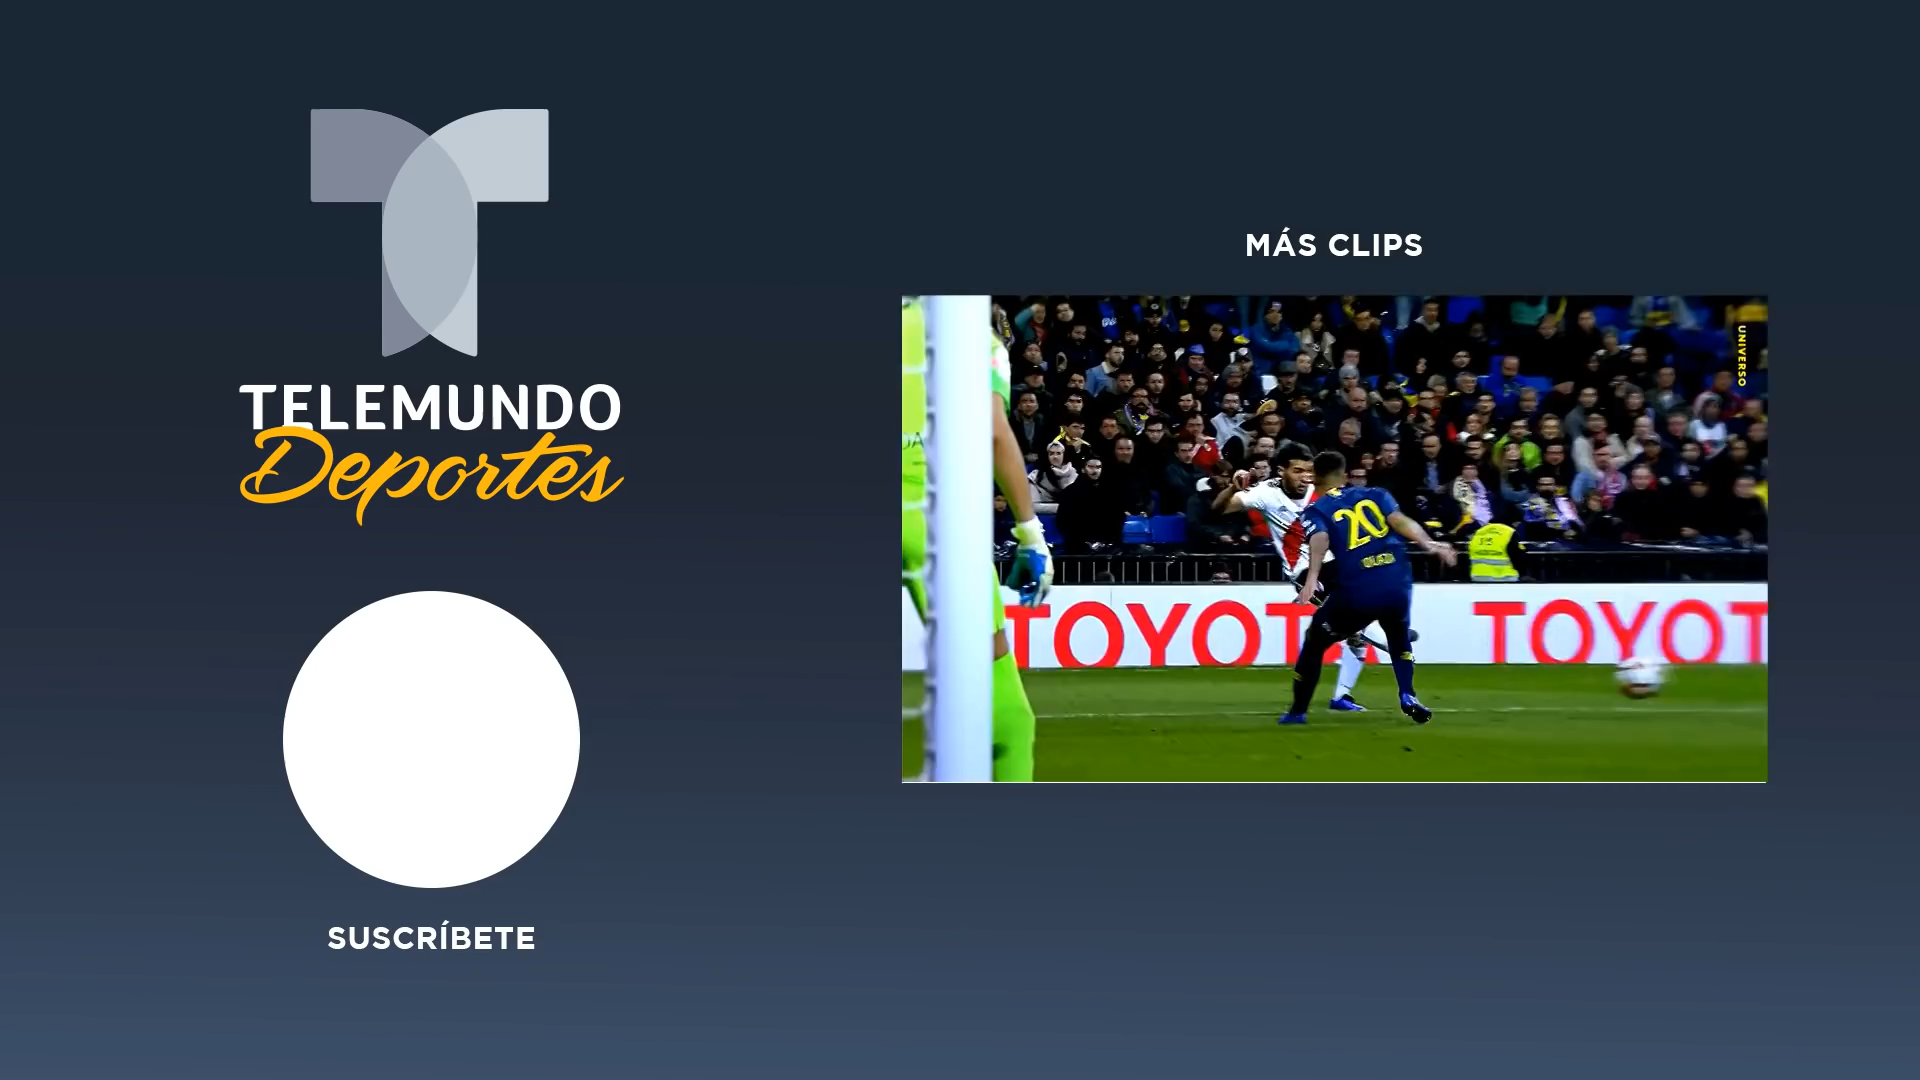 TELEMUNDO
Deportes
SUSCRÍBETE
MÁS CLIPS
UNIVERSO
20
TOYOTA
TOYOT